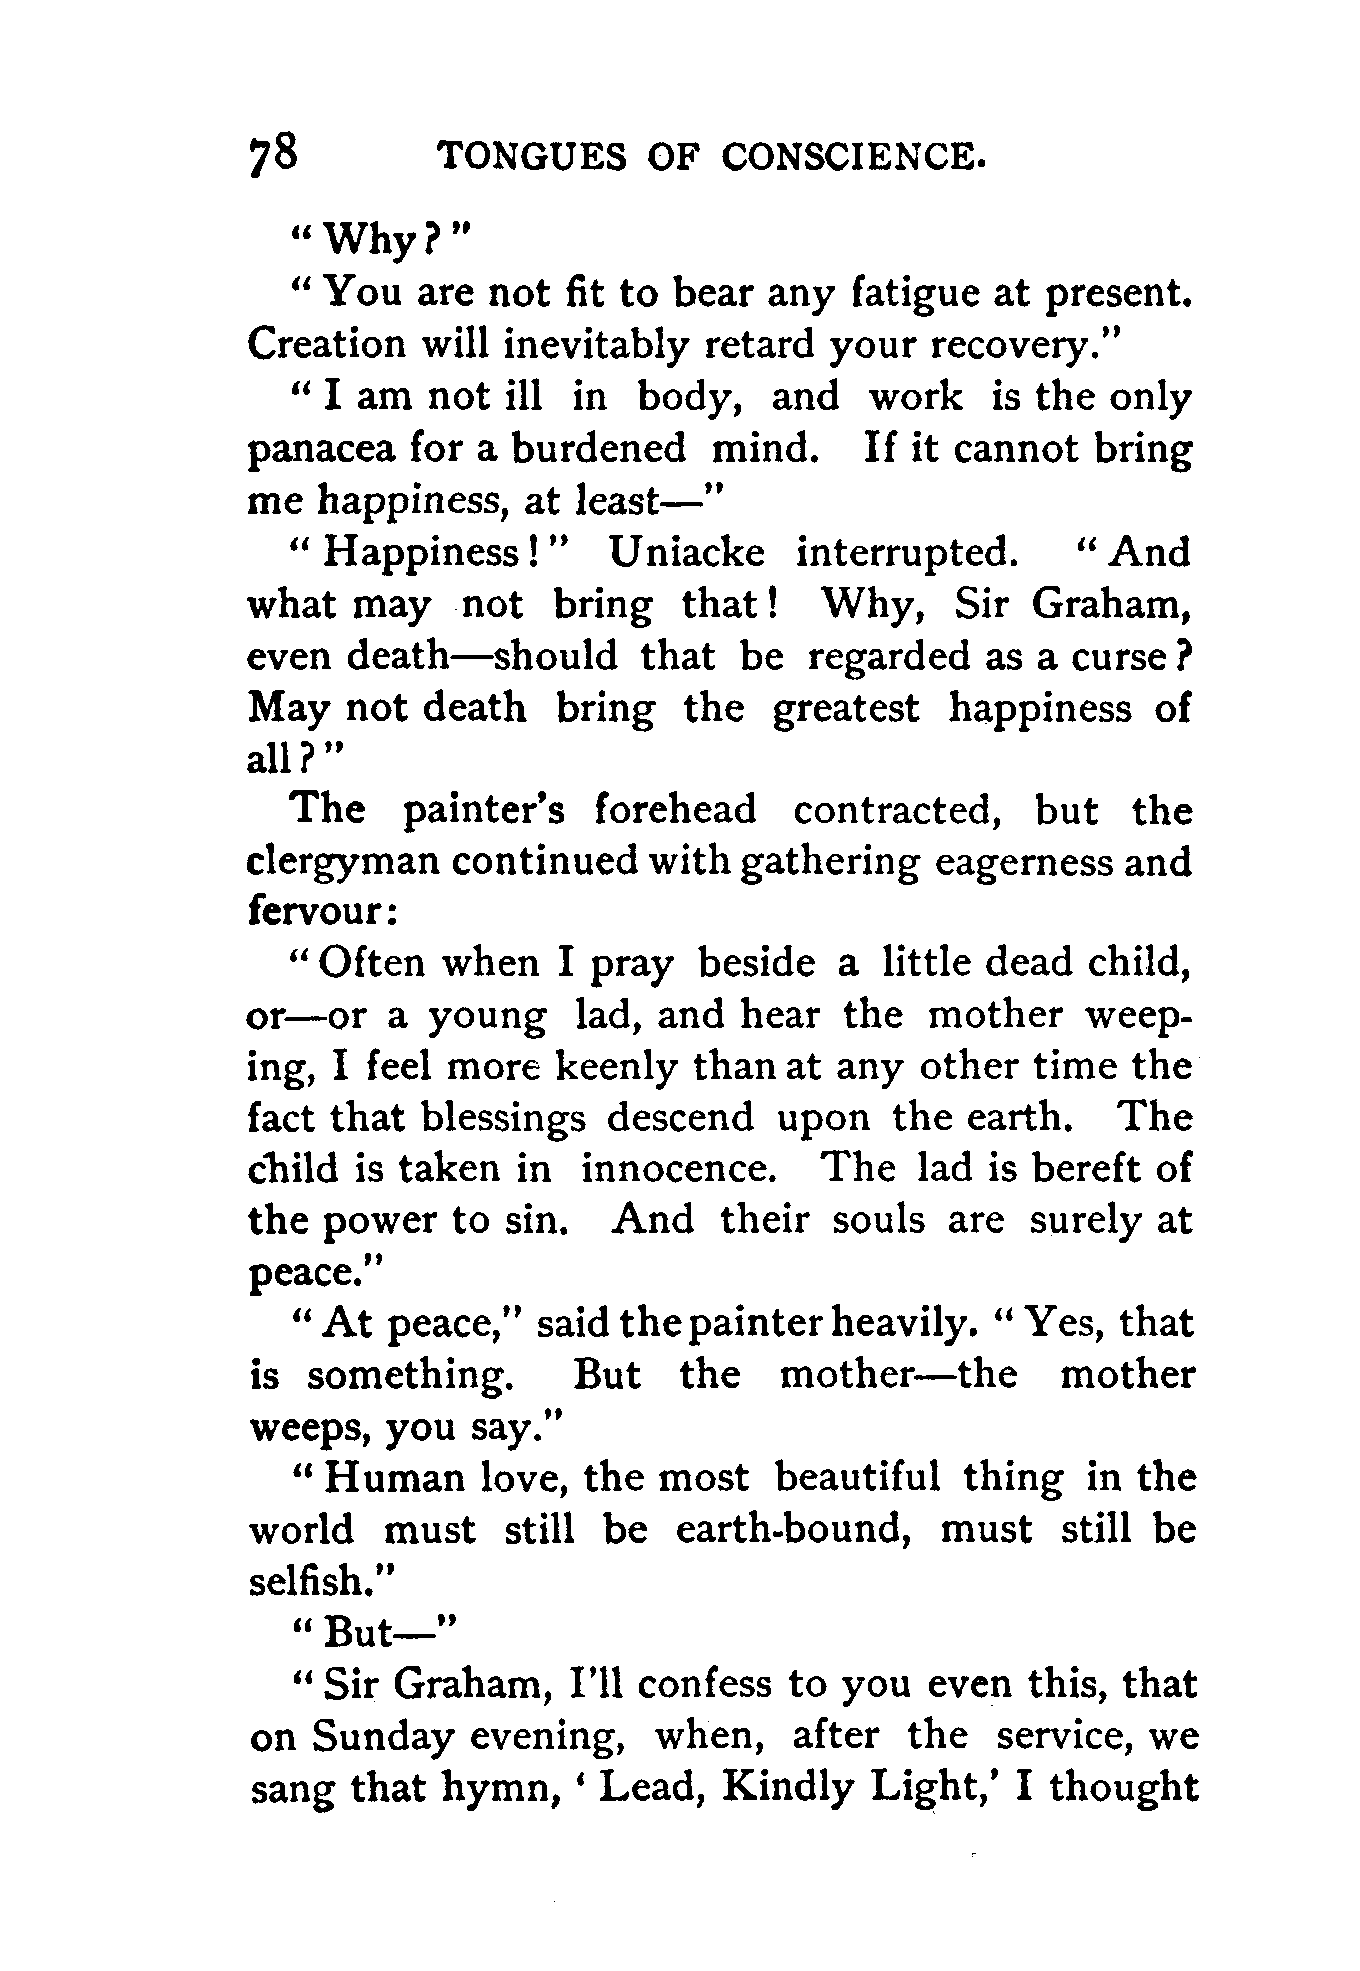 78 TONGUES OF CONSCIENCE.
“ Why ? ”
“ You are not fit to bear any fatigue at present.
Creation will inevitably retard your recovery.”
“ I am not ill in body, and work is the only
panacea for a burdened mind. If it cannot bring
me happiness, at least—”
“ Happiness ! ” Uniacke interrupted. “ And
what may not bring that ! Why, Sir Graham,
even death—should that be regarded as a curse ?
May not death bring the greatest happiness of
all ? ”
The painter’s forehead contracted, but the
clergyman continued with gathering eagerness and
fervour :
“ Often when I pray beside a little dead child,
or—or a young lad, and hear the mother weep-
ing, I feel more keenly than at any other time the
fact that blessings descend upon the earth. The
child is taken in innocence. The lad is bereft of
the power to sin. And their souls are surely at
peace.”
“ At peace,” said the painter heavily. “ Yes, that
is something. But the mother—the mother
weeps, you say.”
“ Human love, the most beautiful thing in the
world must still be earth-bound, must still be
selfish.”
“ But—”
“ Sir Graham, I’ll confess to you even this, that
on Sunday evening, when, after the service, we
sang that hymn, ‘ Lead, Kindly Light,’ I thought